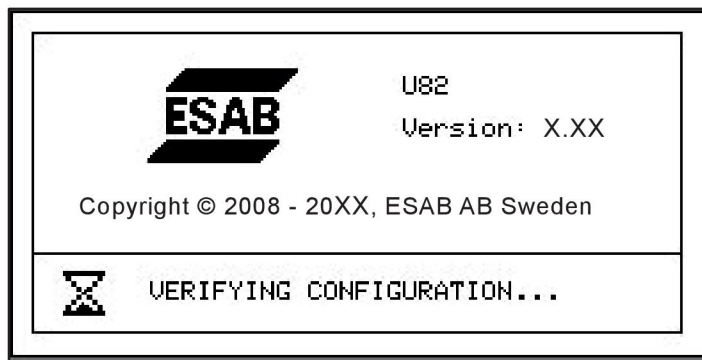 ESAB
U82
Version: X.XX
Copyright © 2008 - 20XX, ESAB AB Sweden
VERIFYING CONFIGURATION...